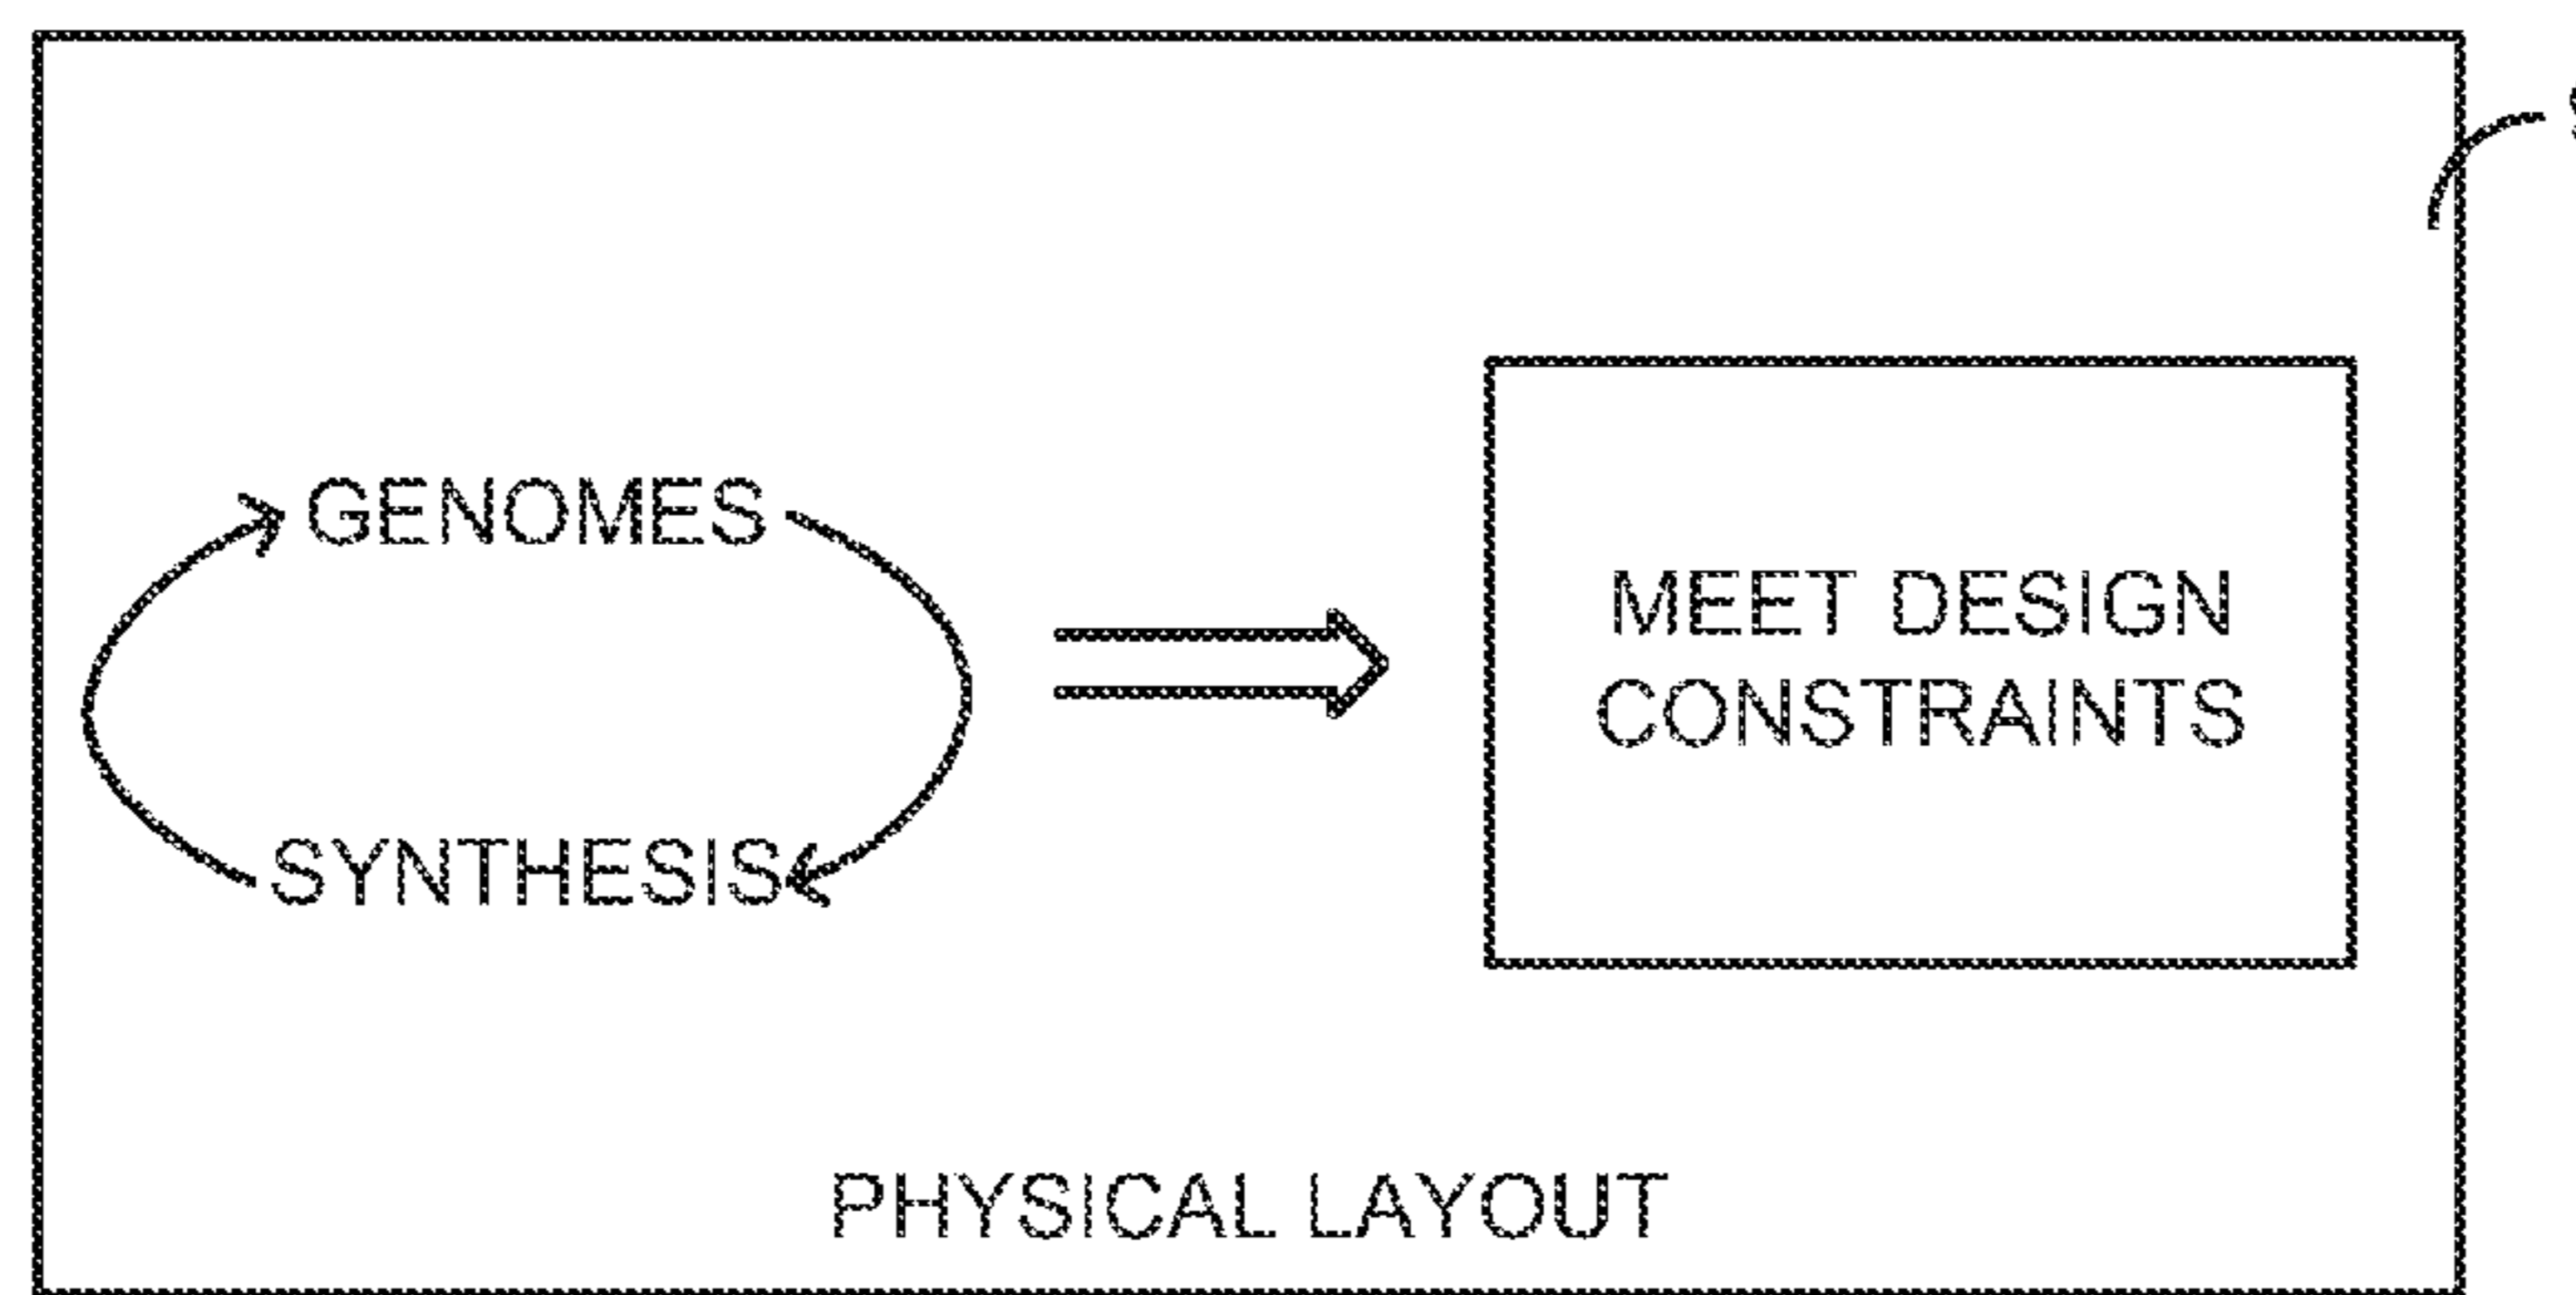 GENOMES
SYNTHESIS
MEET DESIGN
CONSTRAINTS
PHYSICAL LAYOUT